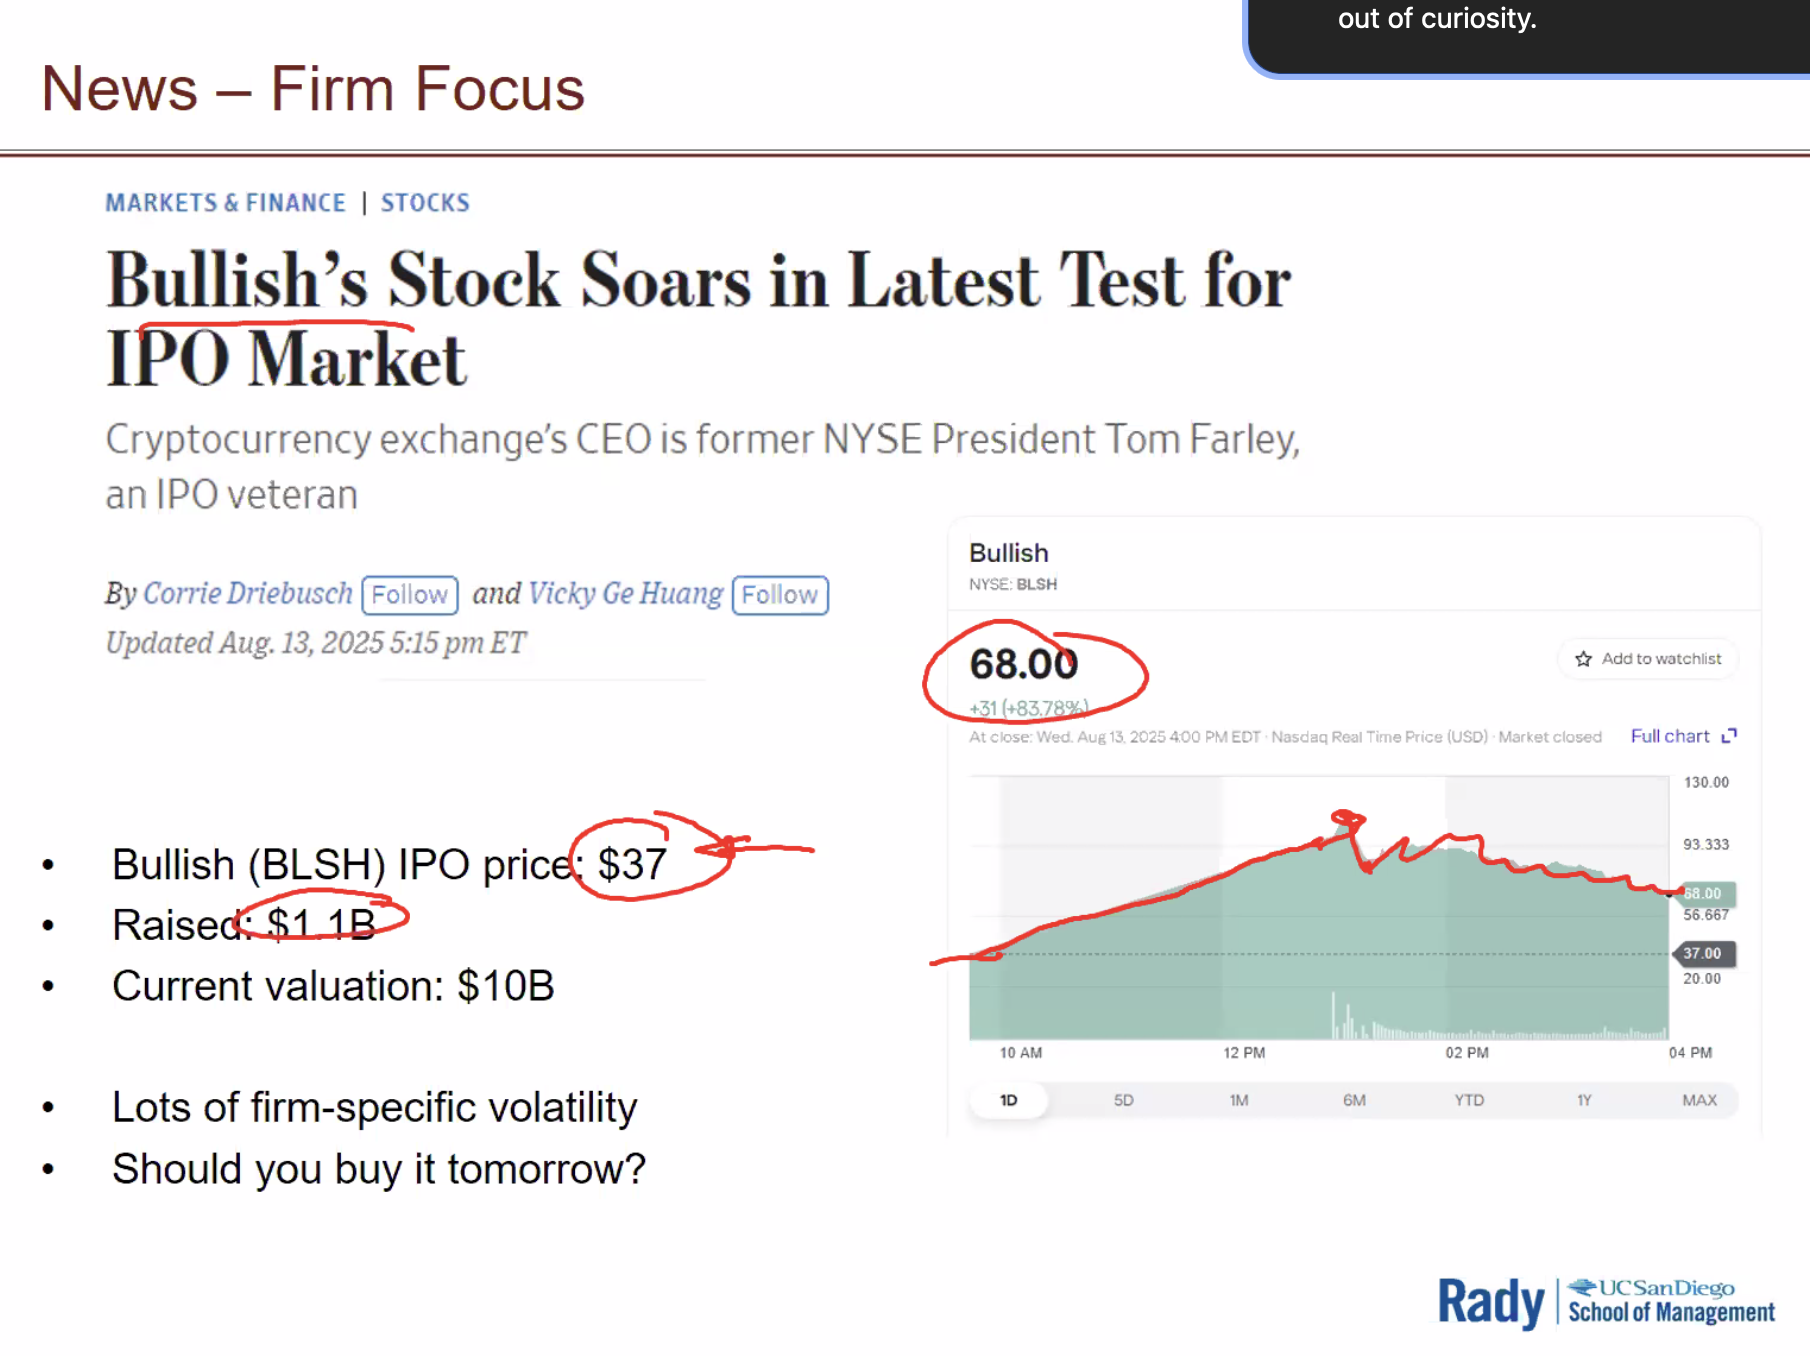 out of curiosity.
News – Firm Focus
MARKETS & FINANCE | STOCKS
Bullish’s Stock Soars in Latest Test for
IPO Market
Cryptocurrency exchange’s CEO is former NYSE President Tom Farley,
an IPO veteran
By Corrie Driebusch Follow and Vicky Ge Huang Follow
Updated Aug. 13, 2025 5:15 pm ET
• Bullish (BLSH) IPO price: $37
• Raised: $1.1B
• Current valuation: $10B
• Lots of firm-specific volatility
• Should you buy it tomorrow?
Bullish
NYSE: BLSH
68.00
Add to watchlist
+31 (+83.78%)
At close: Wed. Aug 13, 2025 4:00 PM EDT · Nasdaq Real Time Price (USD) · Market closed
Full chart
130.00
93.333
68.00
56.667
37.00
20.00
10 AM 12 PM 02 PM 04 PM
1D 5D 1M 6M YTD 1Y MAX
Rady | UC San Diego
School of Management